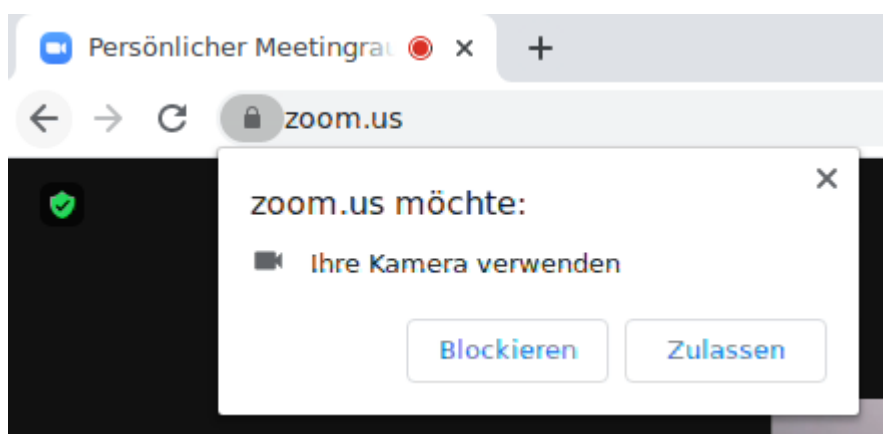 Persönlicher Meetingrau
zoom.us
zoom.us möchte:
Ihre Kamera verwenden
Blockieren Zulassen